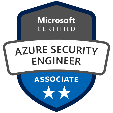 Microsoft
CERTIFIED
AZURE SECURITY
ENGINEER
ASSOCIATE